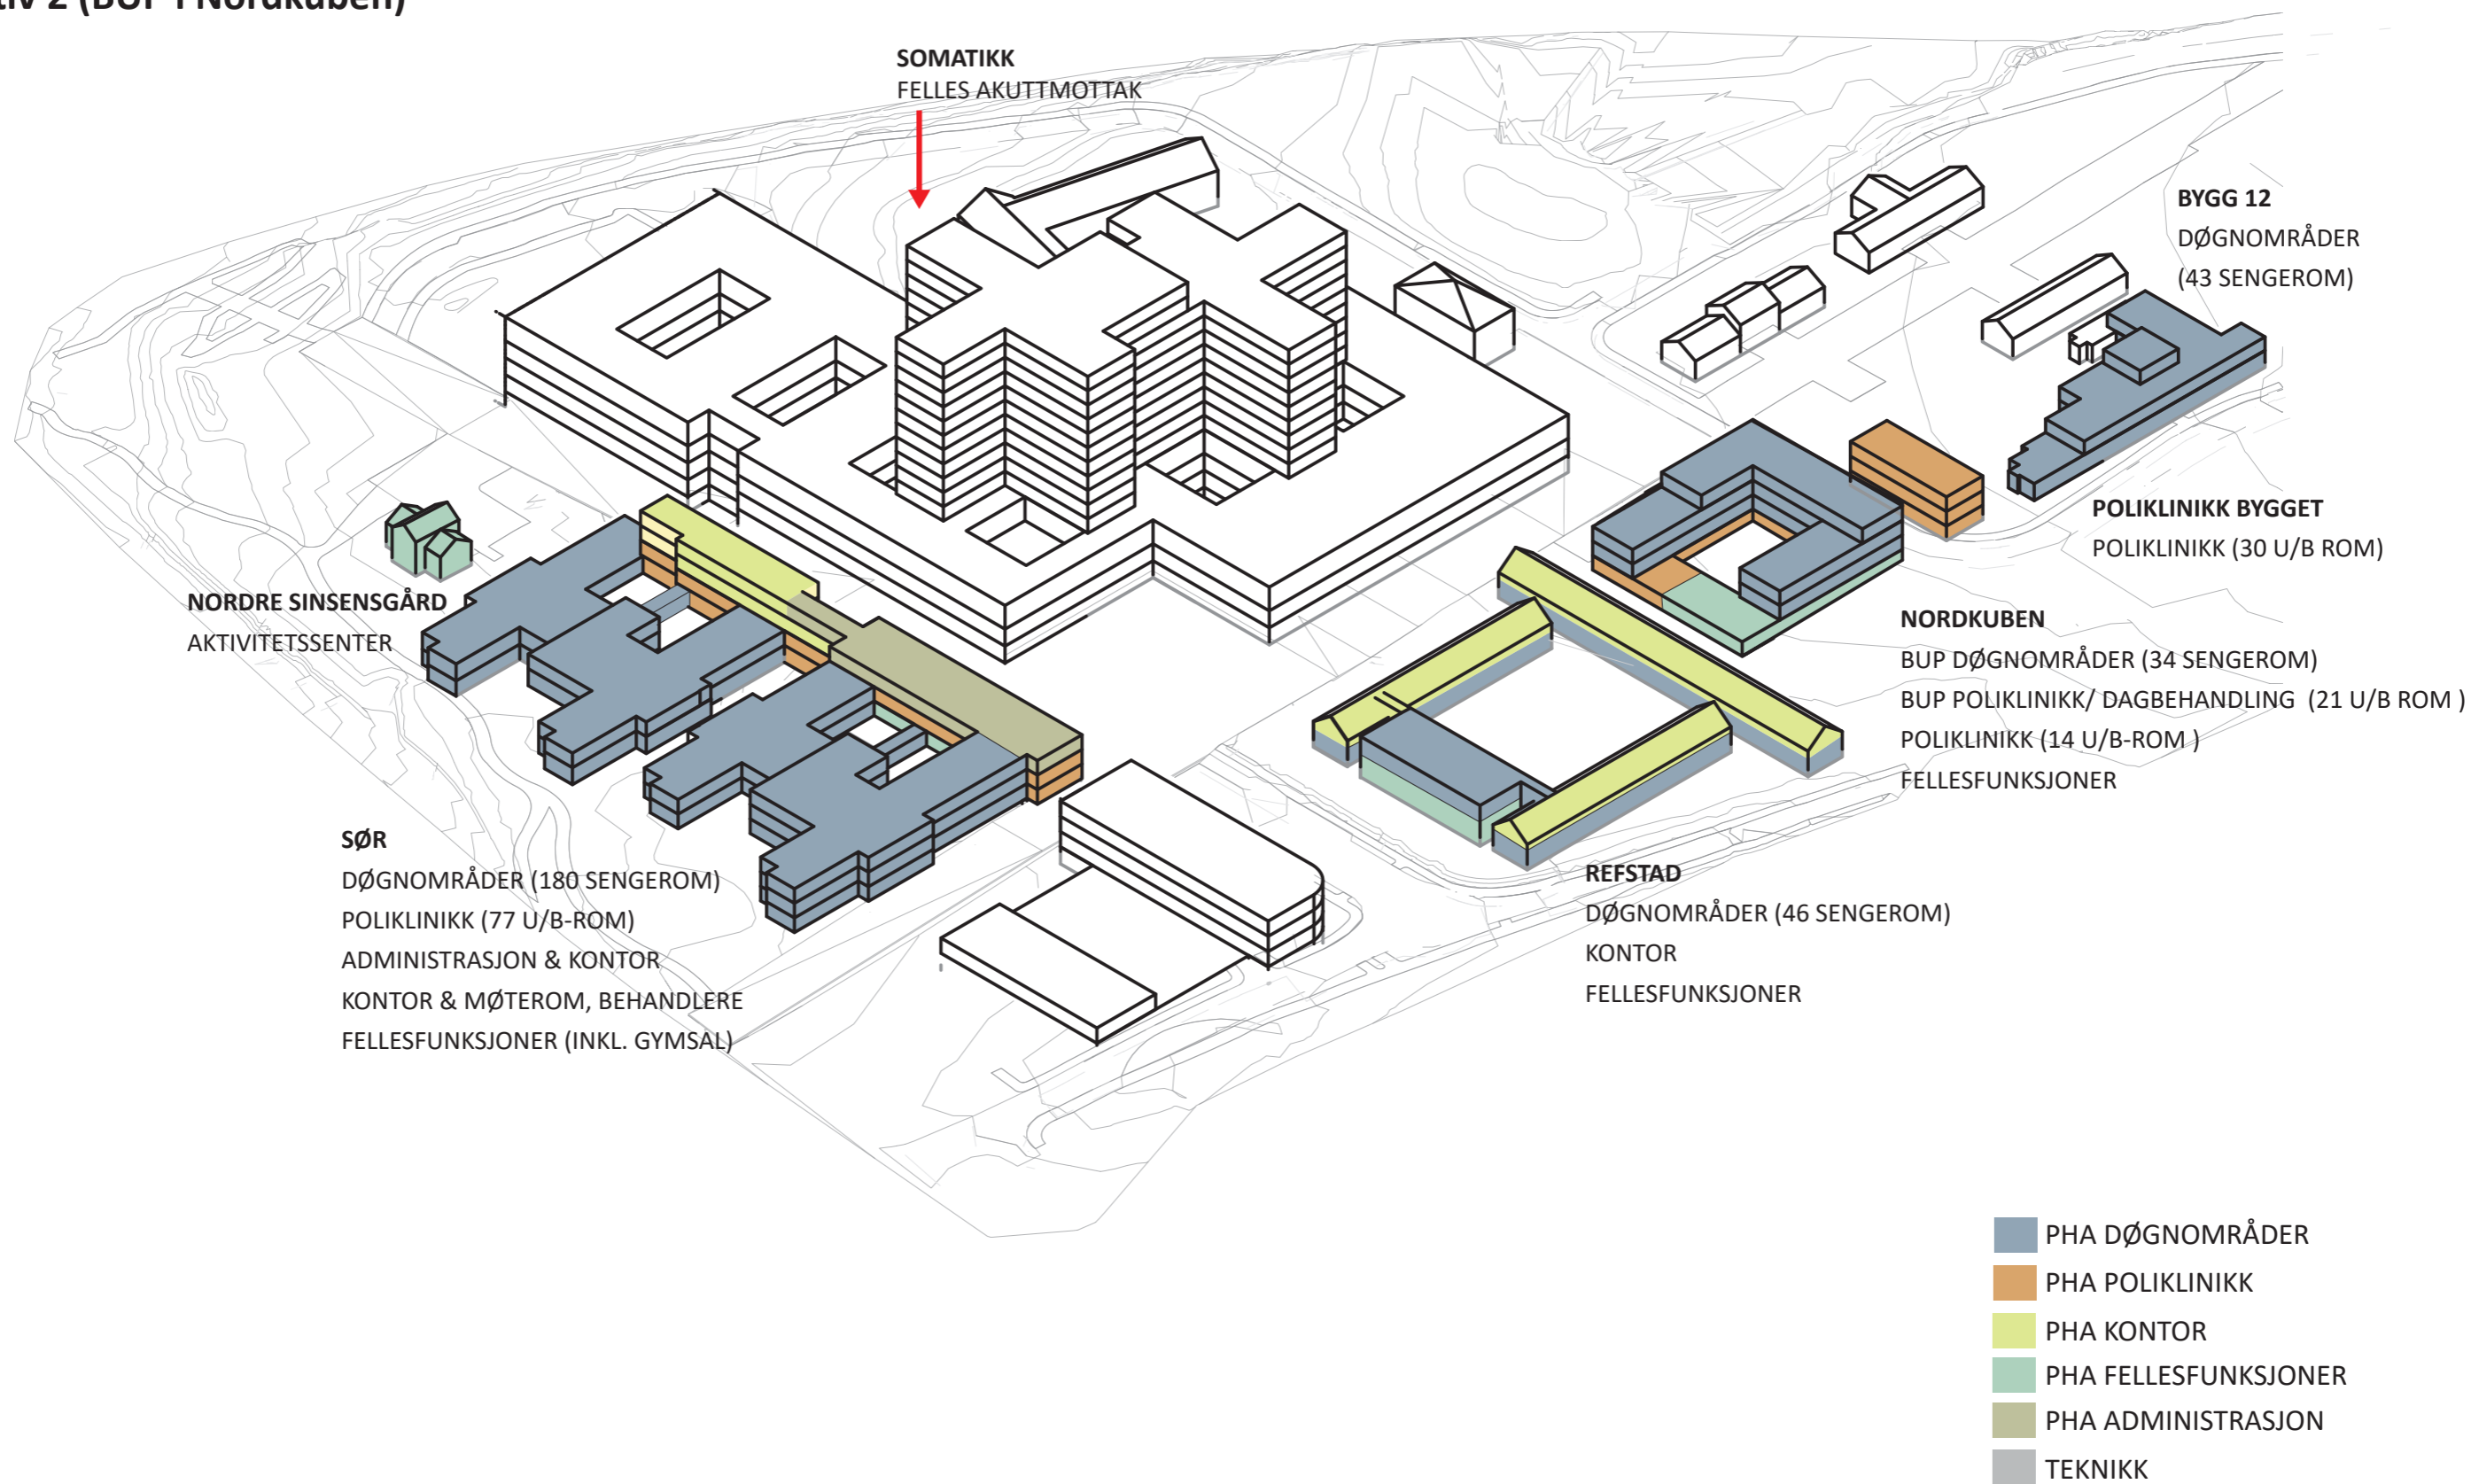 (BUP i Nordkuben)
SOMATIKK
FELLES AKUTTMOTTAK
BYGG 12
DØGNOMRÅDER
(43 SENGEROM)
POLIKLINIKK BYGGET
POLIKLINIKK (30 U/B ROM)
NORDRE SINSENSGÅRD
AKTIVITETSSENTER
NORDKUBEN
BUP DØGNOMRÅDER (34 SENGEROM)
BUP POLIKLINIKK/ DAGBEHANDLING (21 U/B ROM )
POLIKLINIKK (14 U/B-ROM )
FELLESFUNKSJONER
SØR
DØGNOMRÅDER (180 SENGEROM)
POLIKLINIKK (77 U/B-ROM)
ADMINISTRASJON & KONTOR
KONTOR & MØTEROM, BEHANDLERE
FELLESFUNKSJONER (INKL. GYMSAL)
REFSTAD
DØGNOMRÅDER (46 SENGEROM)
KONTOR
FELLESFUNKSJONER
PHA DØGNOMRÅDER
PHA POLIKLINIKK
PHA KONTOR
PHA FELLESFUNKSJONER
PHA ADMINISTRASJON
TEKNIKK